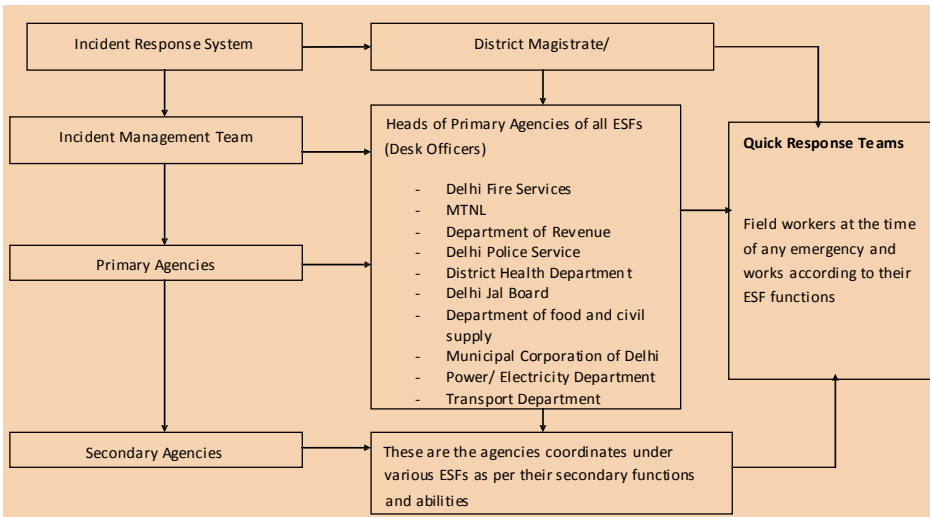 Incident Response System
District Magistrate/
Incident Management Team
Heads of Primary Agencies of all ESFs
(Desk Officers)
- Delhi Fire Services
- MTNL
- Department of Revenue
- Delhi Police Service
- District Health Department
- Delhi Jal Board
- Department of food and civil
supply
- Municipal Corporation of Delhi
- Power/ Electricity Department
- Transport Department
Quick Response Teams
Field workers at the time
of any emergency and
works according to their
ESF functions
Primary Agencies
Secondary Agencies
These are the agencies coordinates under
various ESFs as per their secondary functions
and abilities